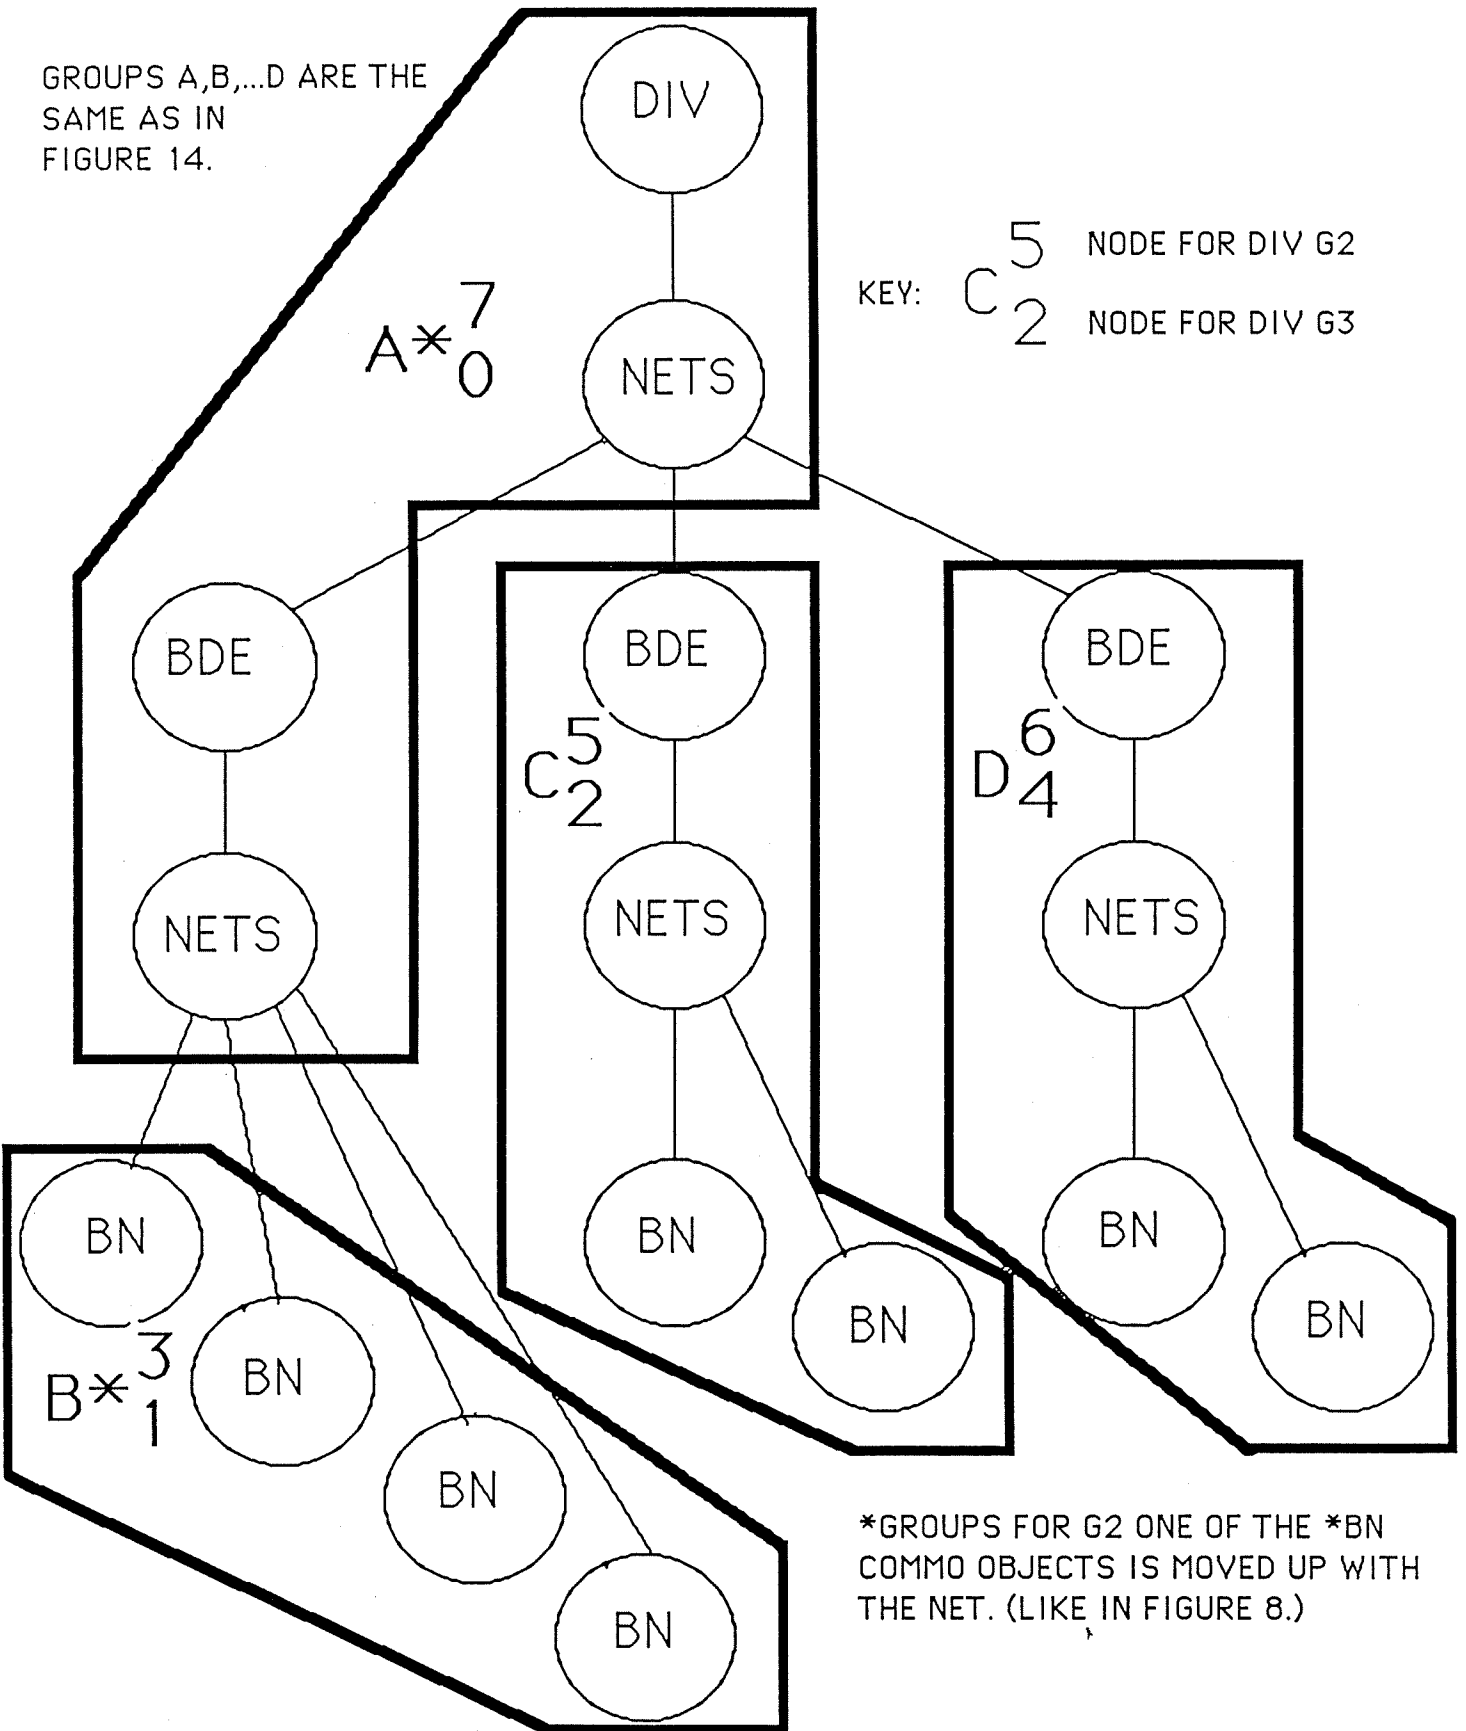 GROUPS A,B,...D ARE THE
SAME AS IN
FIGURE 14.
DIV
5 NODE FOR DIV G2
KEY: C
2 NODE FOR DIV G3
7
A*
0
NETS
BDE
BDE
BDE
5
C
2
6
D
4
NETS
NETS
NETS
BN
BN
BN
BN
BN
3
B*
1
BN
BN
BN
*GROUPS FOR G2 ONE OF THE *BN
COMMO OBJECTS IS MOVED UP WITH
THE NET. (LIKE IN FIGURE 8.)